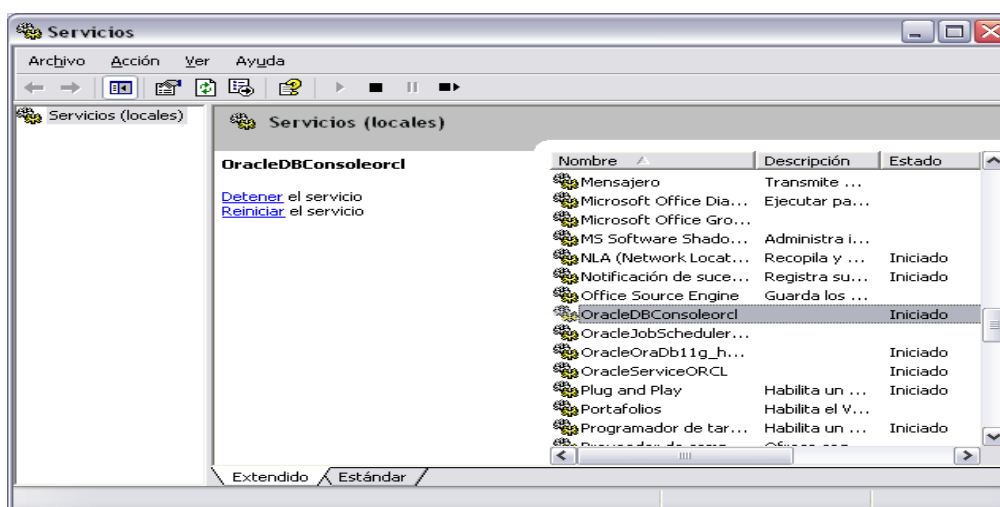 Servicios
Archivo Acción Ver Ayuda
Servicios (locales)
Servicios (locales)
OracleDBConsoleorcl
Detener el servicio
Reiniciar el servicio
Nombre Descripción Estado
Mensajero Transmite ...
Microsoft Office Dia... Ejecutar pa...
Microsoft Office Gro...
MS Software Shado... Administra i...
NLA (Network Locat... Recopila y ... Iniciado
Notificación de suce... Registra su... Iniciado
Office Source Engine Guarda los ...
OracleDBConsoleorcl Iniciado
OracleJobScheduler...
OracleOraDb11g_h... Iniciado
OracleServiceORCL Iniciado
Plug and Play Habilita un ... Iniciado
Portafolios Habilita el V...
Programador de tar... Habilita un ... Iniciado
Extendido Estándar